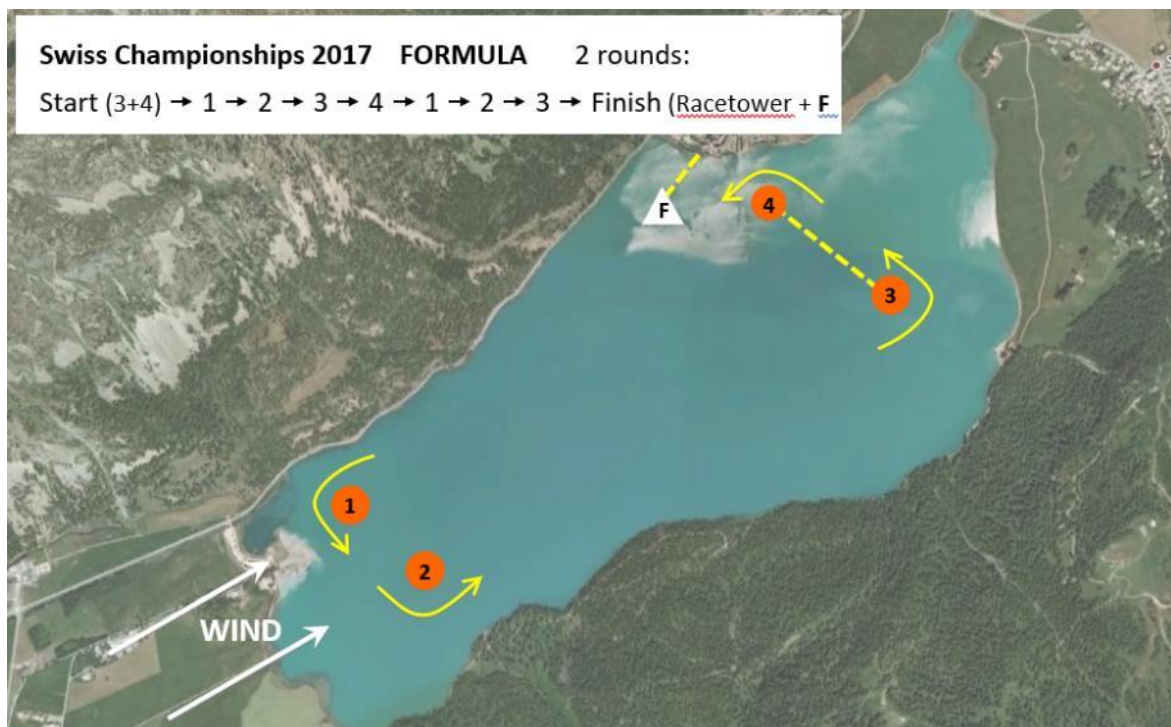 Swiss Championships 2017 FORMULA 2 rounds:
Start (3+4) → 1 → 2 → 3 → 4 → 1 → 2 → 3 → Finish (Racetower + F
F
4
3
1
2
WIND